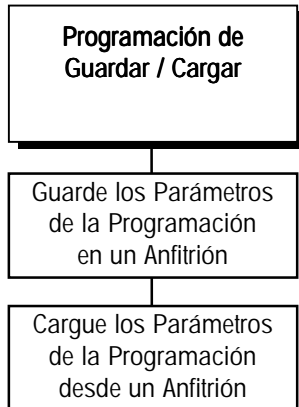 Programación de
Guardar / Cargar
Guarde los Parámetros
de la Programación
en un Anfitrión
Cargue los Parámetros
de la Programación
desde un Anfitrión